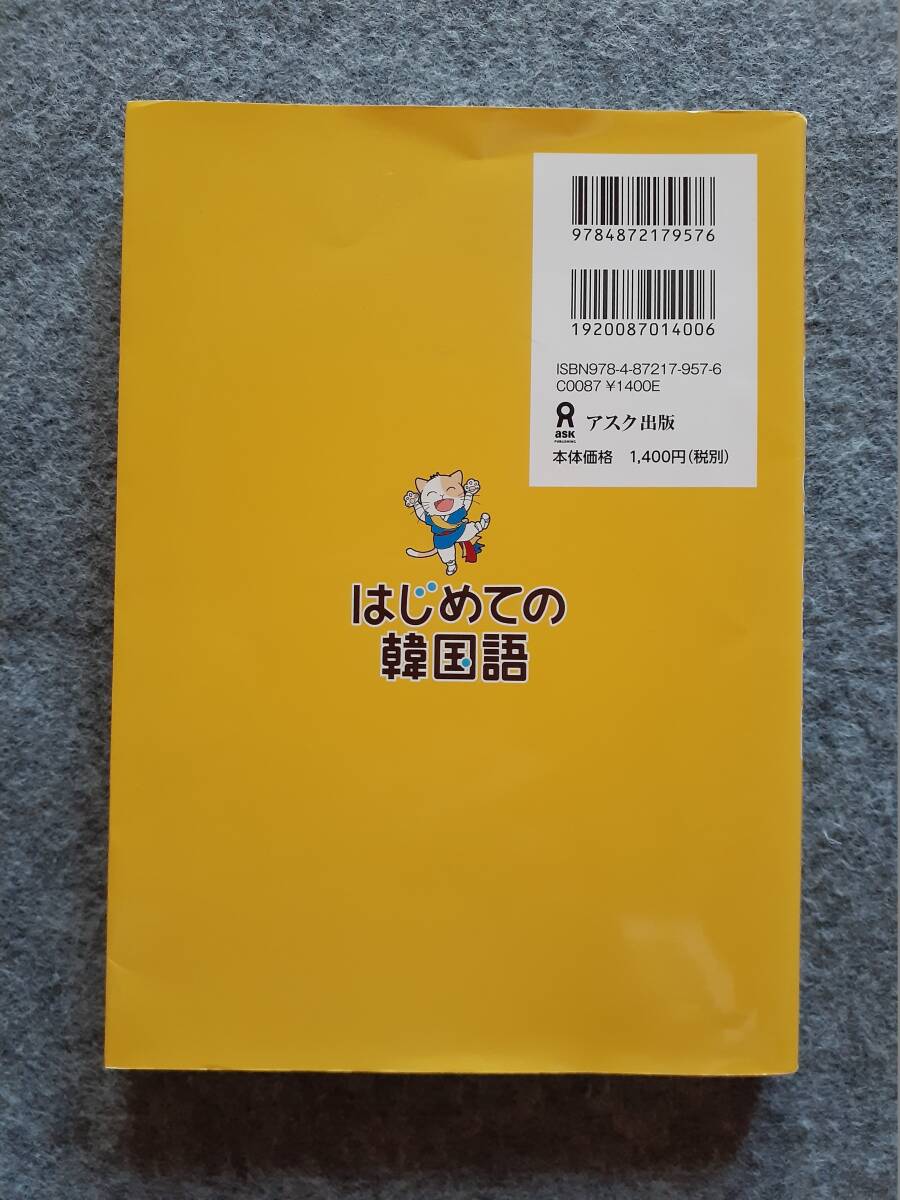 9784872179576
1920087014006
ISBN978-4-87217-957-6
C0087 ¥1400E
ask
PUBLISHING
アスク出版
本体価格 1,400円(税別)
はじめての
韓国語